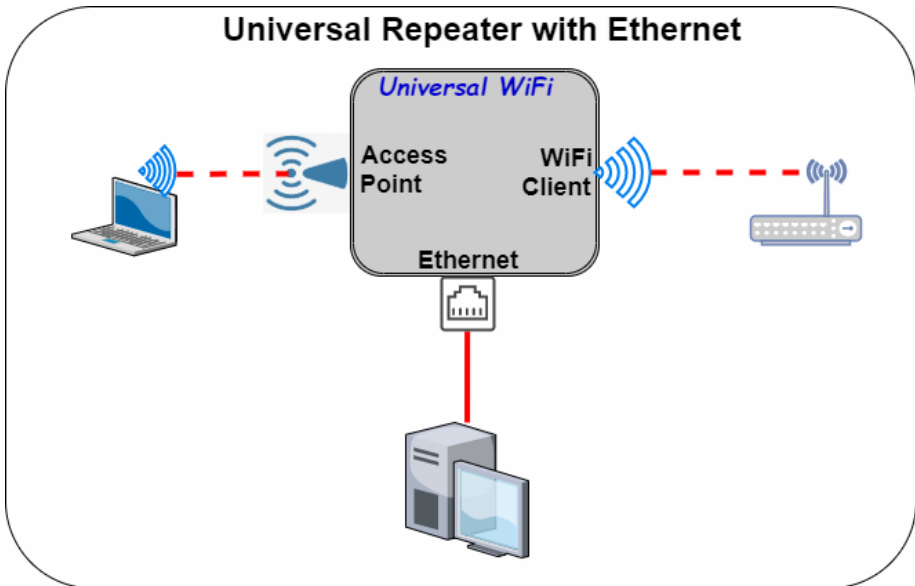 Universal Repeater with Ethernet
Universal WiFi
Access
Point
WiFi
Client
Ethernet